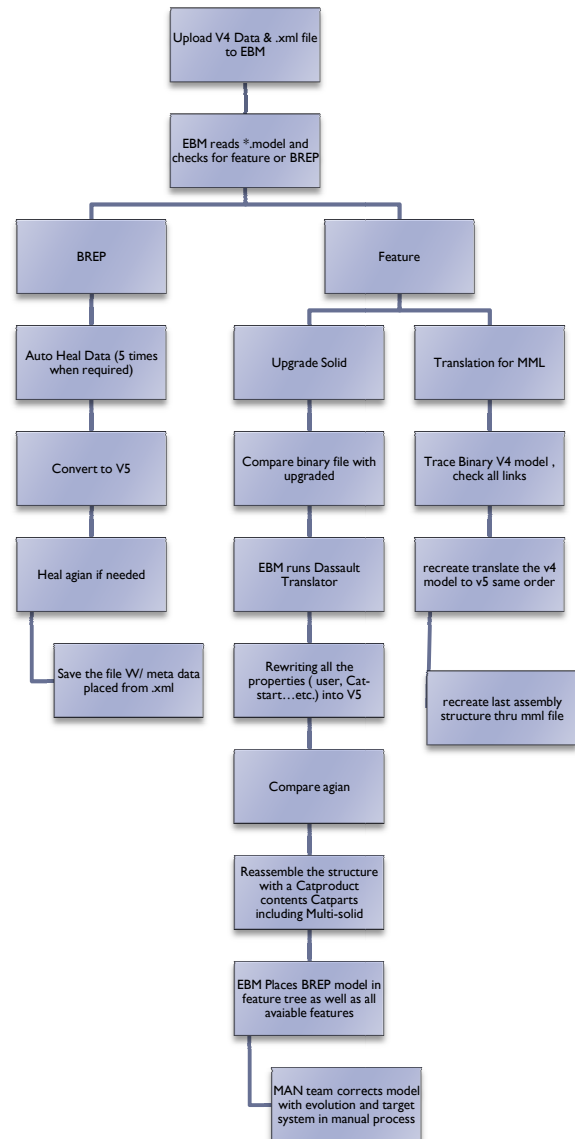 Upload V4 Data & .xml file
to EBM
EBM reads *.model and
checks for feature or BREP
BREP
Feature
Auto Heal Data (5 times
when required)
Upgrade Solid
Translation for MML
Convert to V5
Compare binary file with
upgraded
Trace Binary V4 model ,
check all links
Heal agian if needed
EBM runs Dassault
Translator
recreate translate the v4
model to v5 same order
Save the file W/ meta data
placed from .xml
Rewriting all the
properties ( user, Cat-
start…etc.) into V5
recreate last assembly
structure thru mml file
Compare agian
Reassemble the structure
with a Catproduct
contents Catparts
including Multi-solid
EBM Places BREP model in
feature tree as well as all
avaiable features
MAN team corrects model
with evolution and target
system in manual process